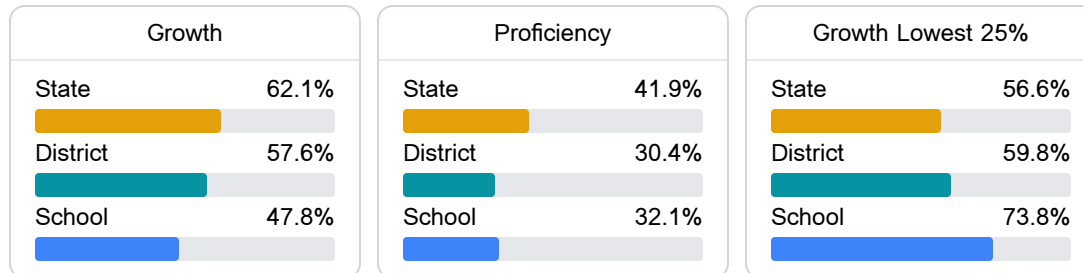 Growth
State 62.1%
District 57.6%
School 47.8%
Proficiency
State 41.9%
District 30.4%
School 32.1%
Growth Lowest 25%
State 56.6%
District 59.8%
School 73.8%